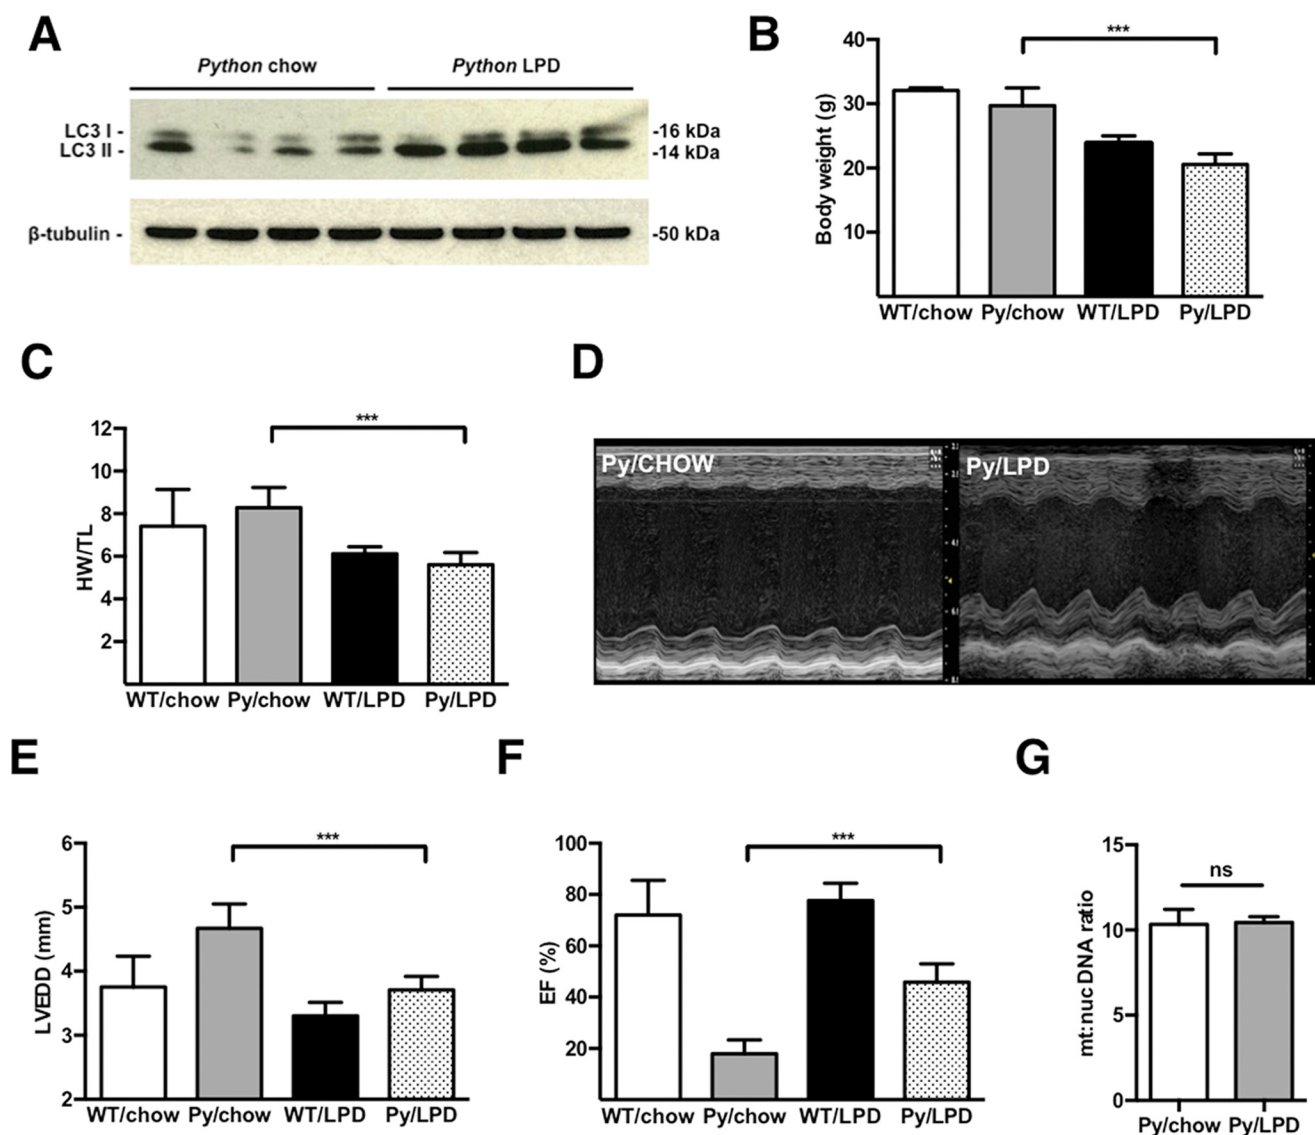 A
Python chow
Python LPD
LC3 I -
LC3 II -
-16 kDa
-14 kDa
β-tubulin -
-50 kDa
B
***
40
30
20
10
Body weight (g)
WT/chow Py/chow WT/LPD Py/LPD
C
***
12
10
8
6
4
2
HW/TL
WT/chow Py/chow WT/LPD Py/LPD
D
Py/CHOW
Py/LPD
E
***
6
5
4
3
2
LVEDD (mm)
WT/chow Py/chow WT/LPD Py/LPD
F
***
100
80
60
40
20
EF (%)
WT/chow Py/chow WT/LPD Py/LPD
G
ns
15
10
5
0
mt:nuc DNA ratio
Py/chow Py/LPD